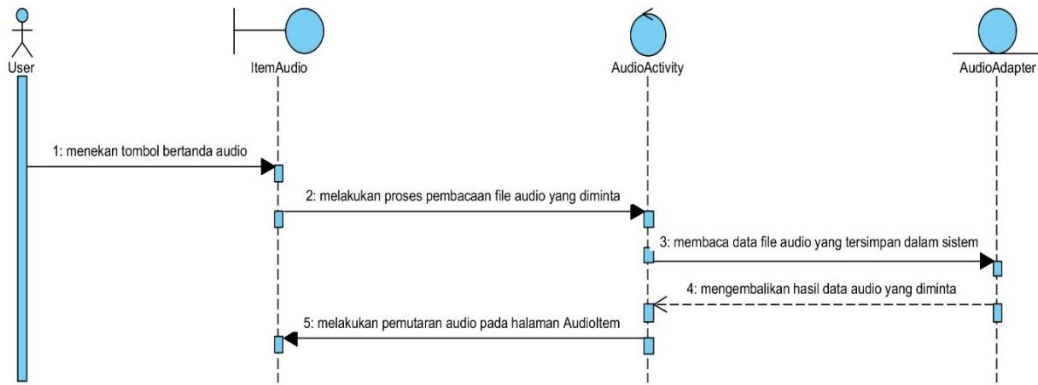 User
ItemAudio
AudioActivity
AudioAdapter
1: menekan tombol bertanda audio
2: melakukan proses pembacaan file audio yang diminta
3: membaca data file audio yang tersimpan dalam sistem
4: mengembalikan hasil data audio yang diminta
5: melakukan pemutaran audio pada halaman AudioItem